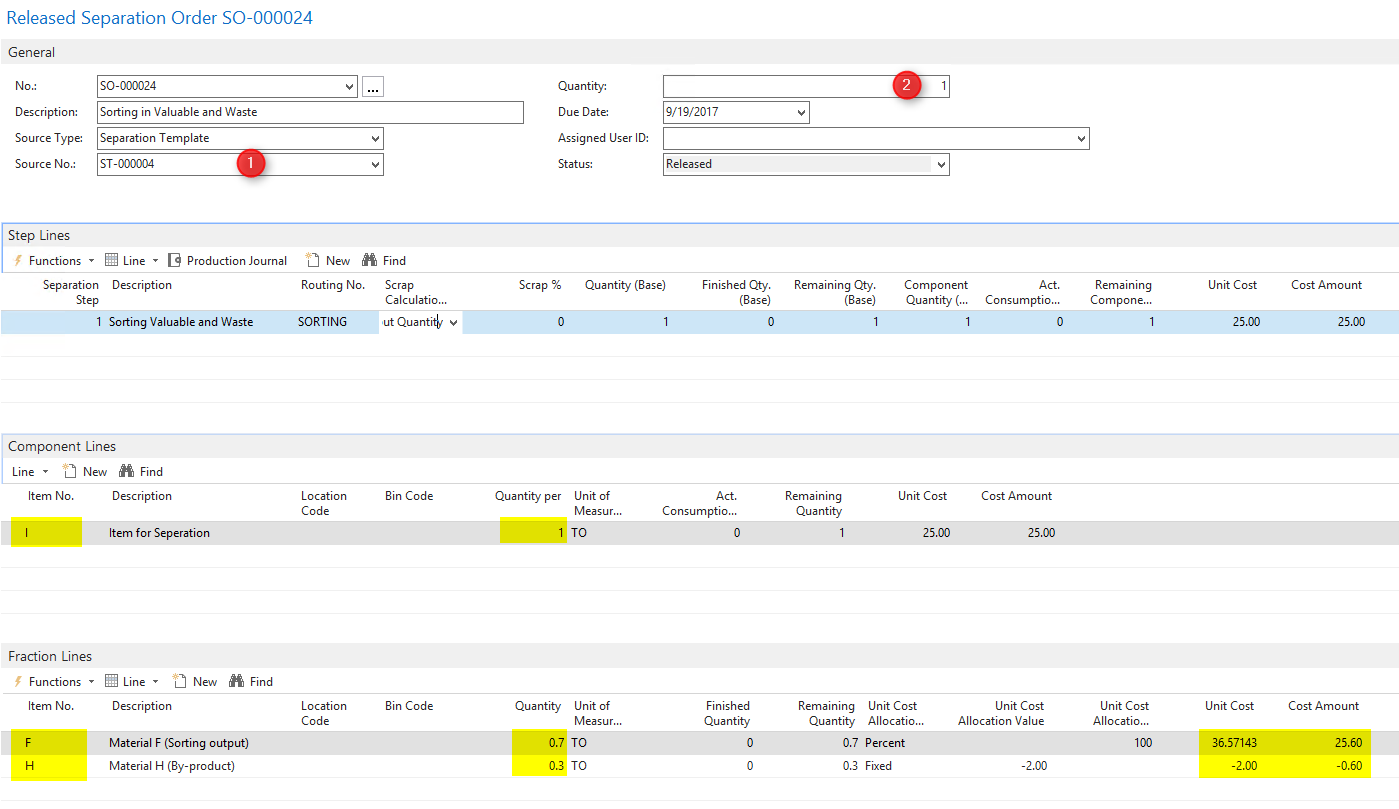 Released Separation Order SO-000024
General
No.: SO-000024 ... Quantity: 2 1
Description: Sorting in Valuable and Waste Due Date: 9/19/2017
Source Type: Separation Template Assigned User ID:
Source No.: ST-000004 1 Status: Released
Step Lines
Functions Line Production Journal New Find
Separation Description Routing No. Scrap Scrap % Quantity (Base) Finished Qty. Remaining Qty. Component Act. Remaining Unit Cost Cost Amount
Step Calculatio... (Base) (Base) Quantity (... Consumptio... Compone...
1 Sorting Valuable and Waste SORTING ut Quantity 0 1 0 1 1 0 1 25.00 25.00
Component Lines
Line New Find
Item No. Description Location Bin Code Quantity per Unit of Act. Remaining Unit Cost Cost Amount
Code Measur... Consumptio... Quantity
I Item for Seperation 1 TO 0 1 25.00 25.00
Fraction Lines
Functions Line New Find
Item No. Description Location Bin Code Quantity Unit of Finished Remaining Unit Cost Unit Cost Unit Cost Unit Cost Cost Amount
Code Measur... Quantity Quantity Allocatio... Allocation Value Allocatio...
F Material F (Sorting output) 0.7 TO 0 0.7 Percent 100 36.57143 25.60
H Material H (By-product) 0.3 TO 0 0.3 Fixed -2.00 -2.00 -0.60